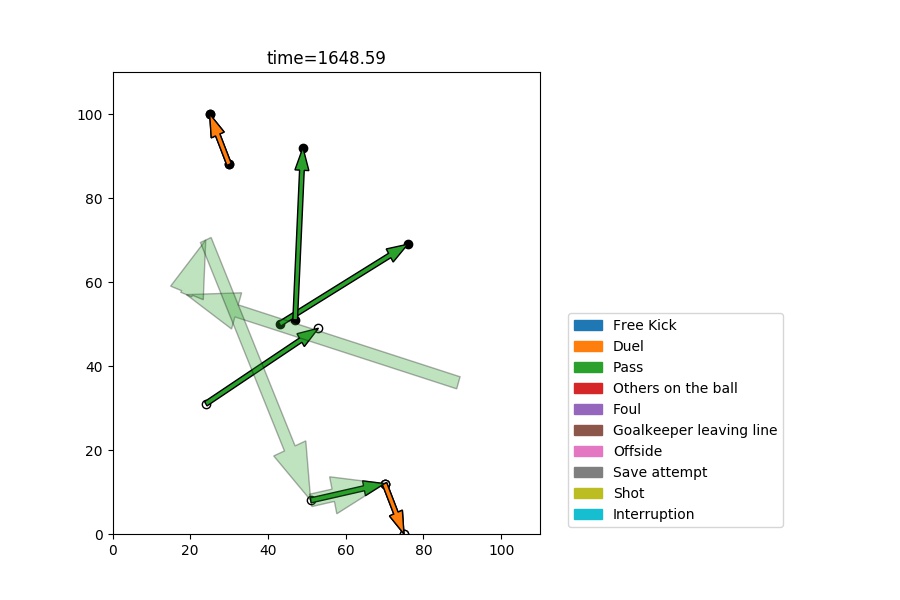 time=1648.59
100
80
60
40
20
0
0 20 40 60 80 100
Free Kick
Duel
Pass
Others on the ball
Foul
Goalkeeper leaving line
Offside
Save attempt
Shot
Interruption